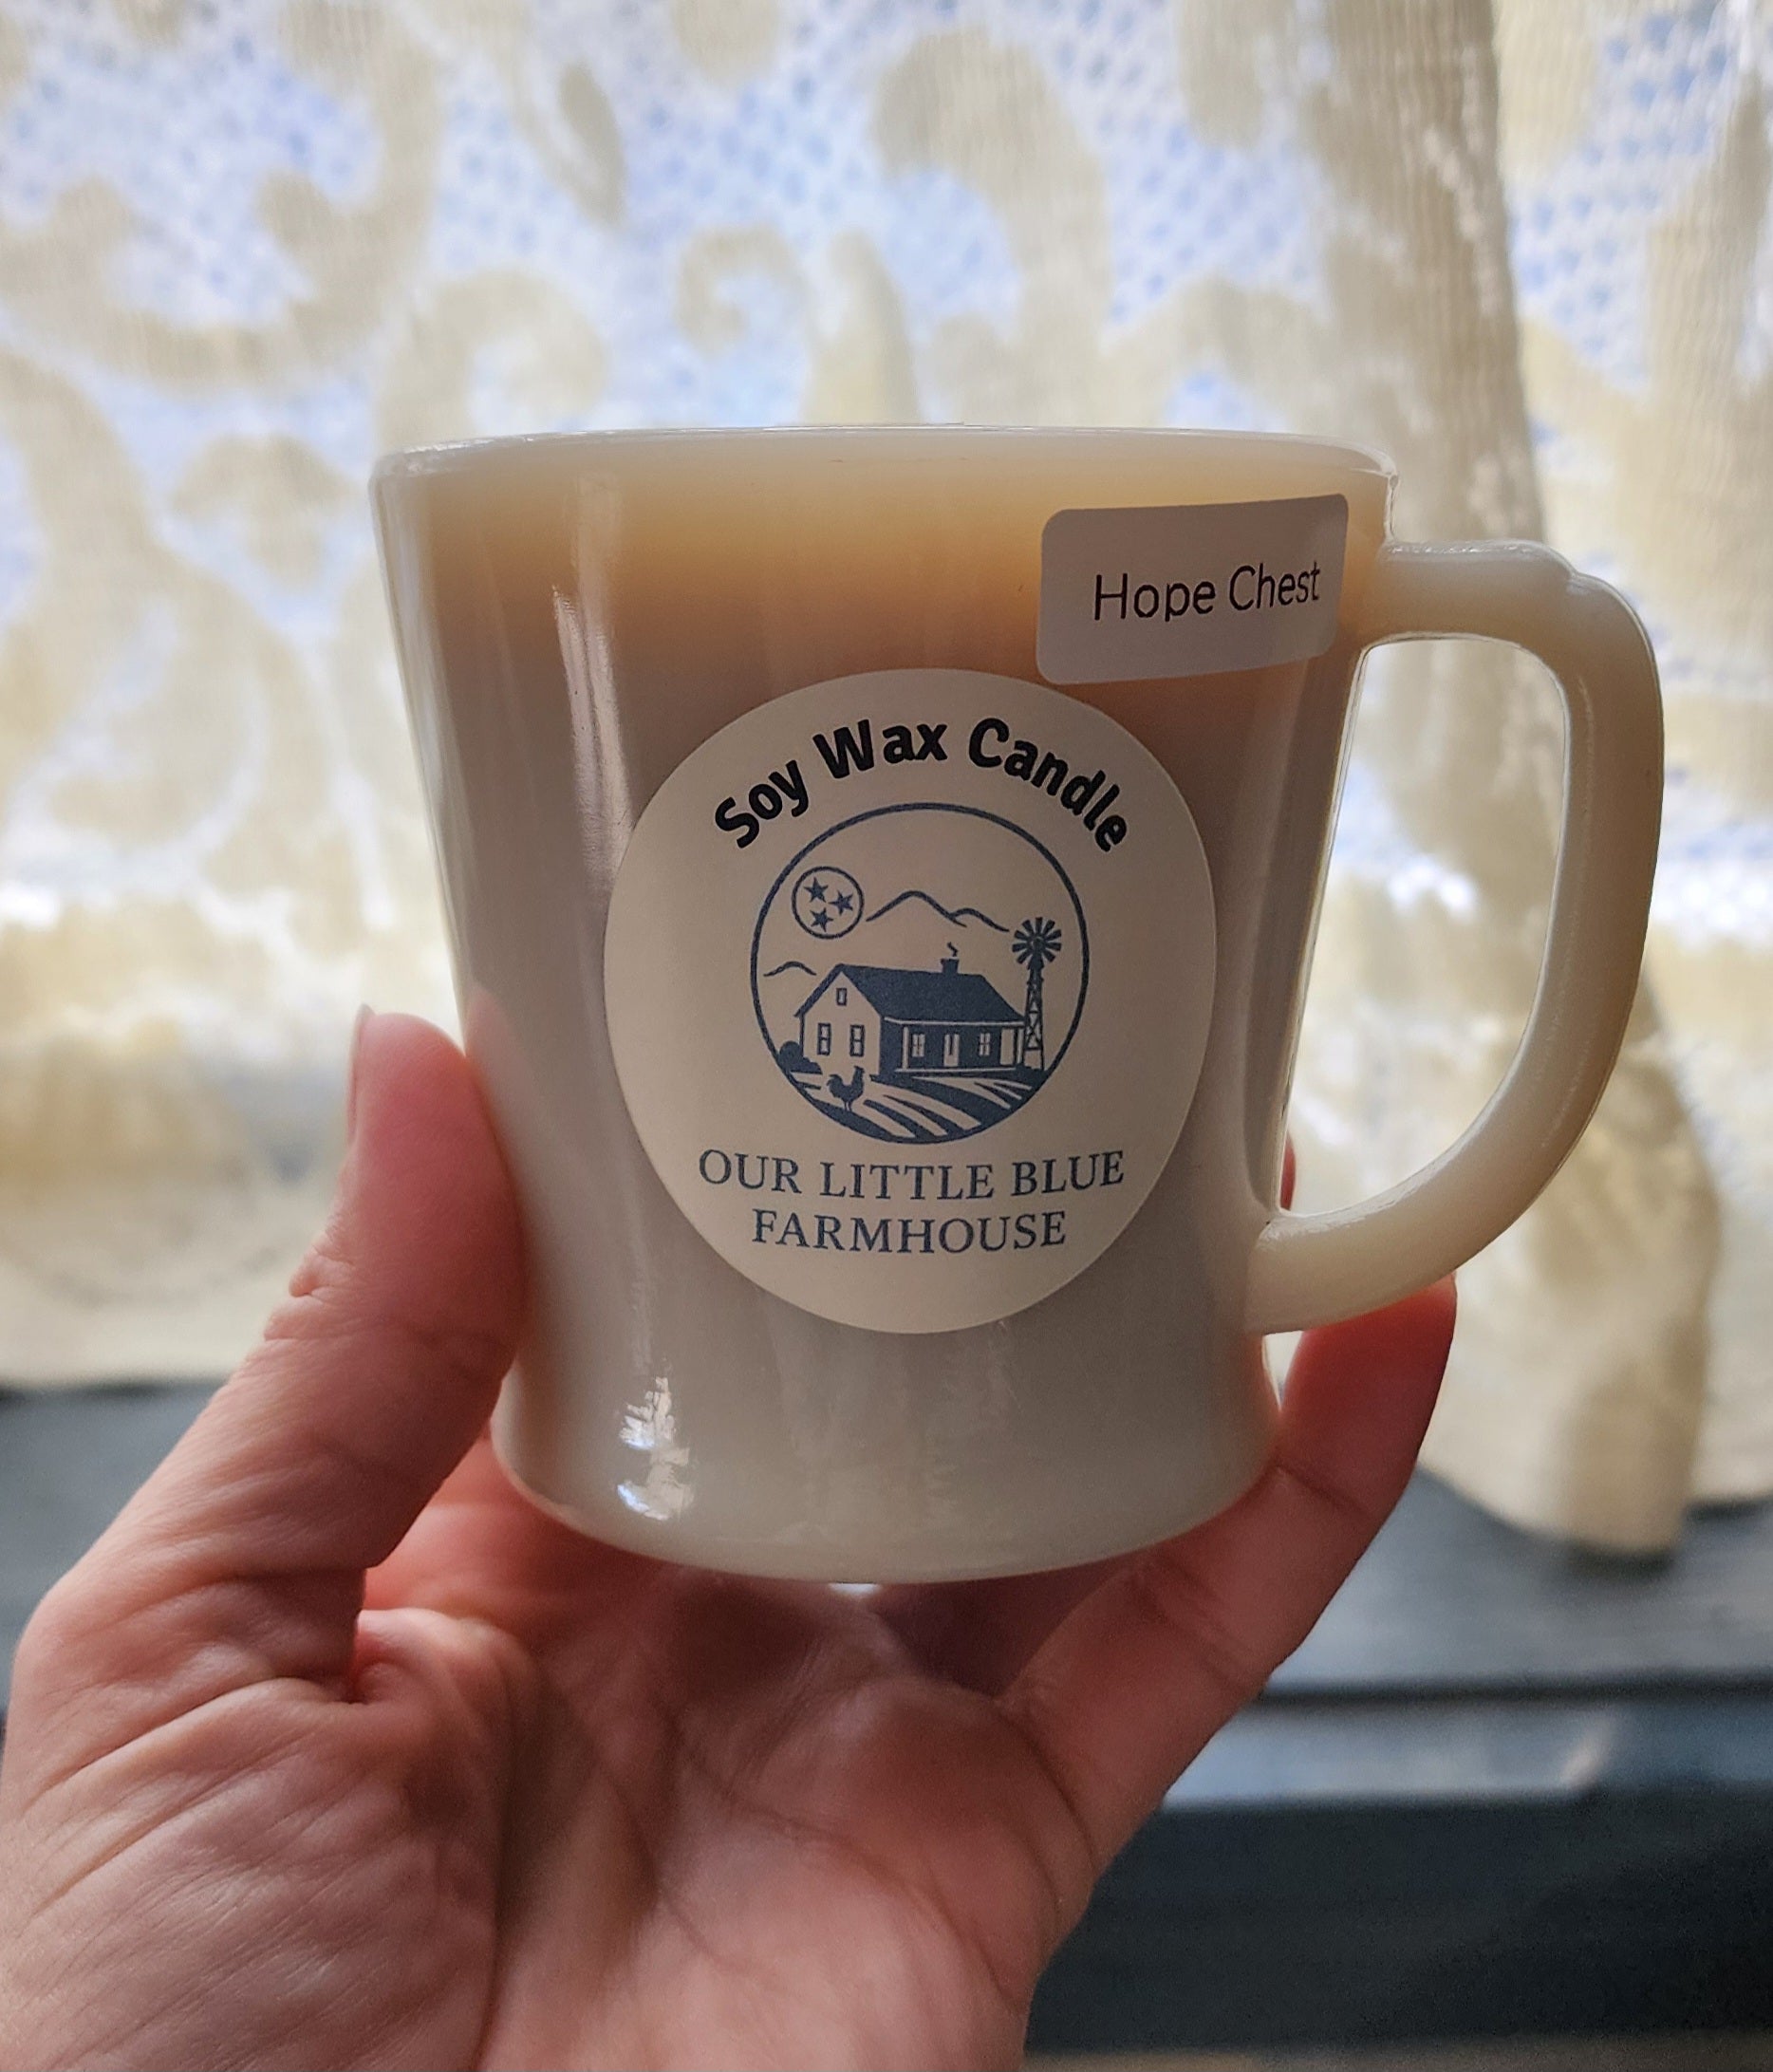 Hope Chest
Soy Wax Candle
OUR LITTLE BLUE
FARMHOUSE